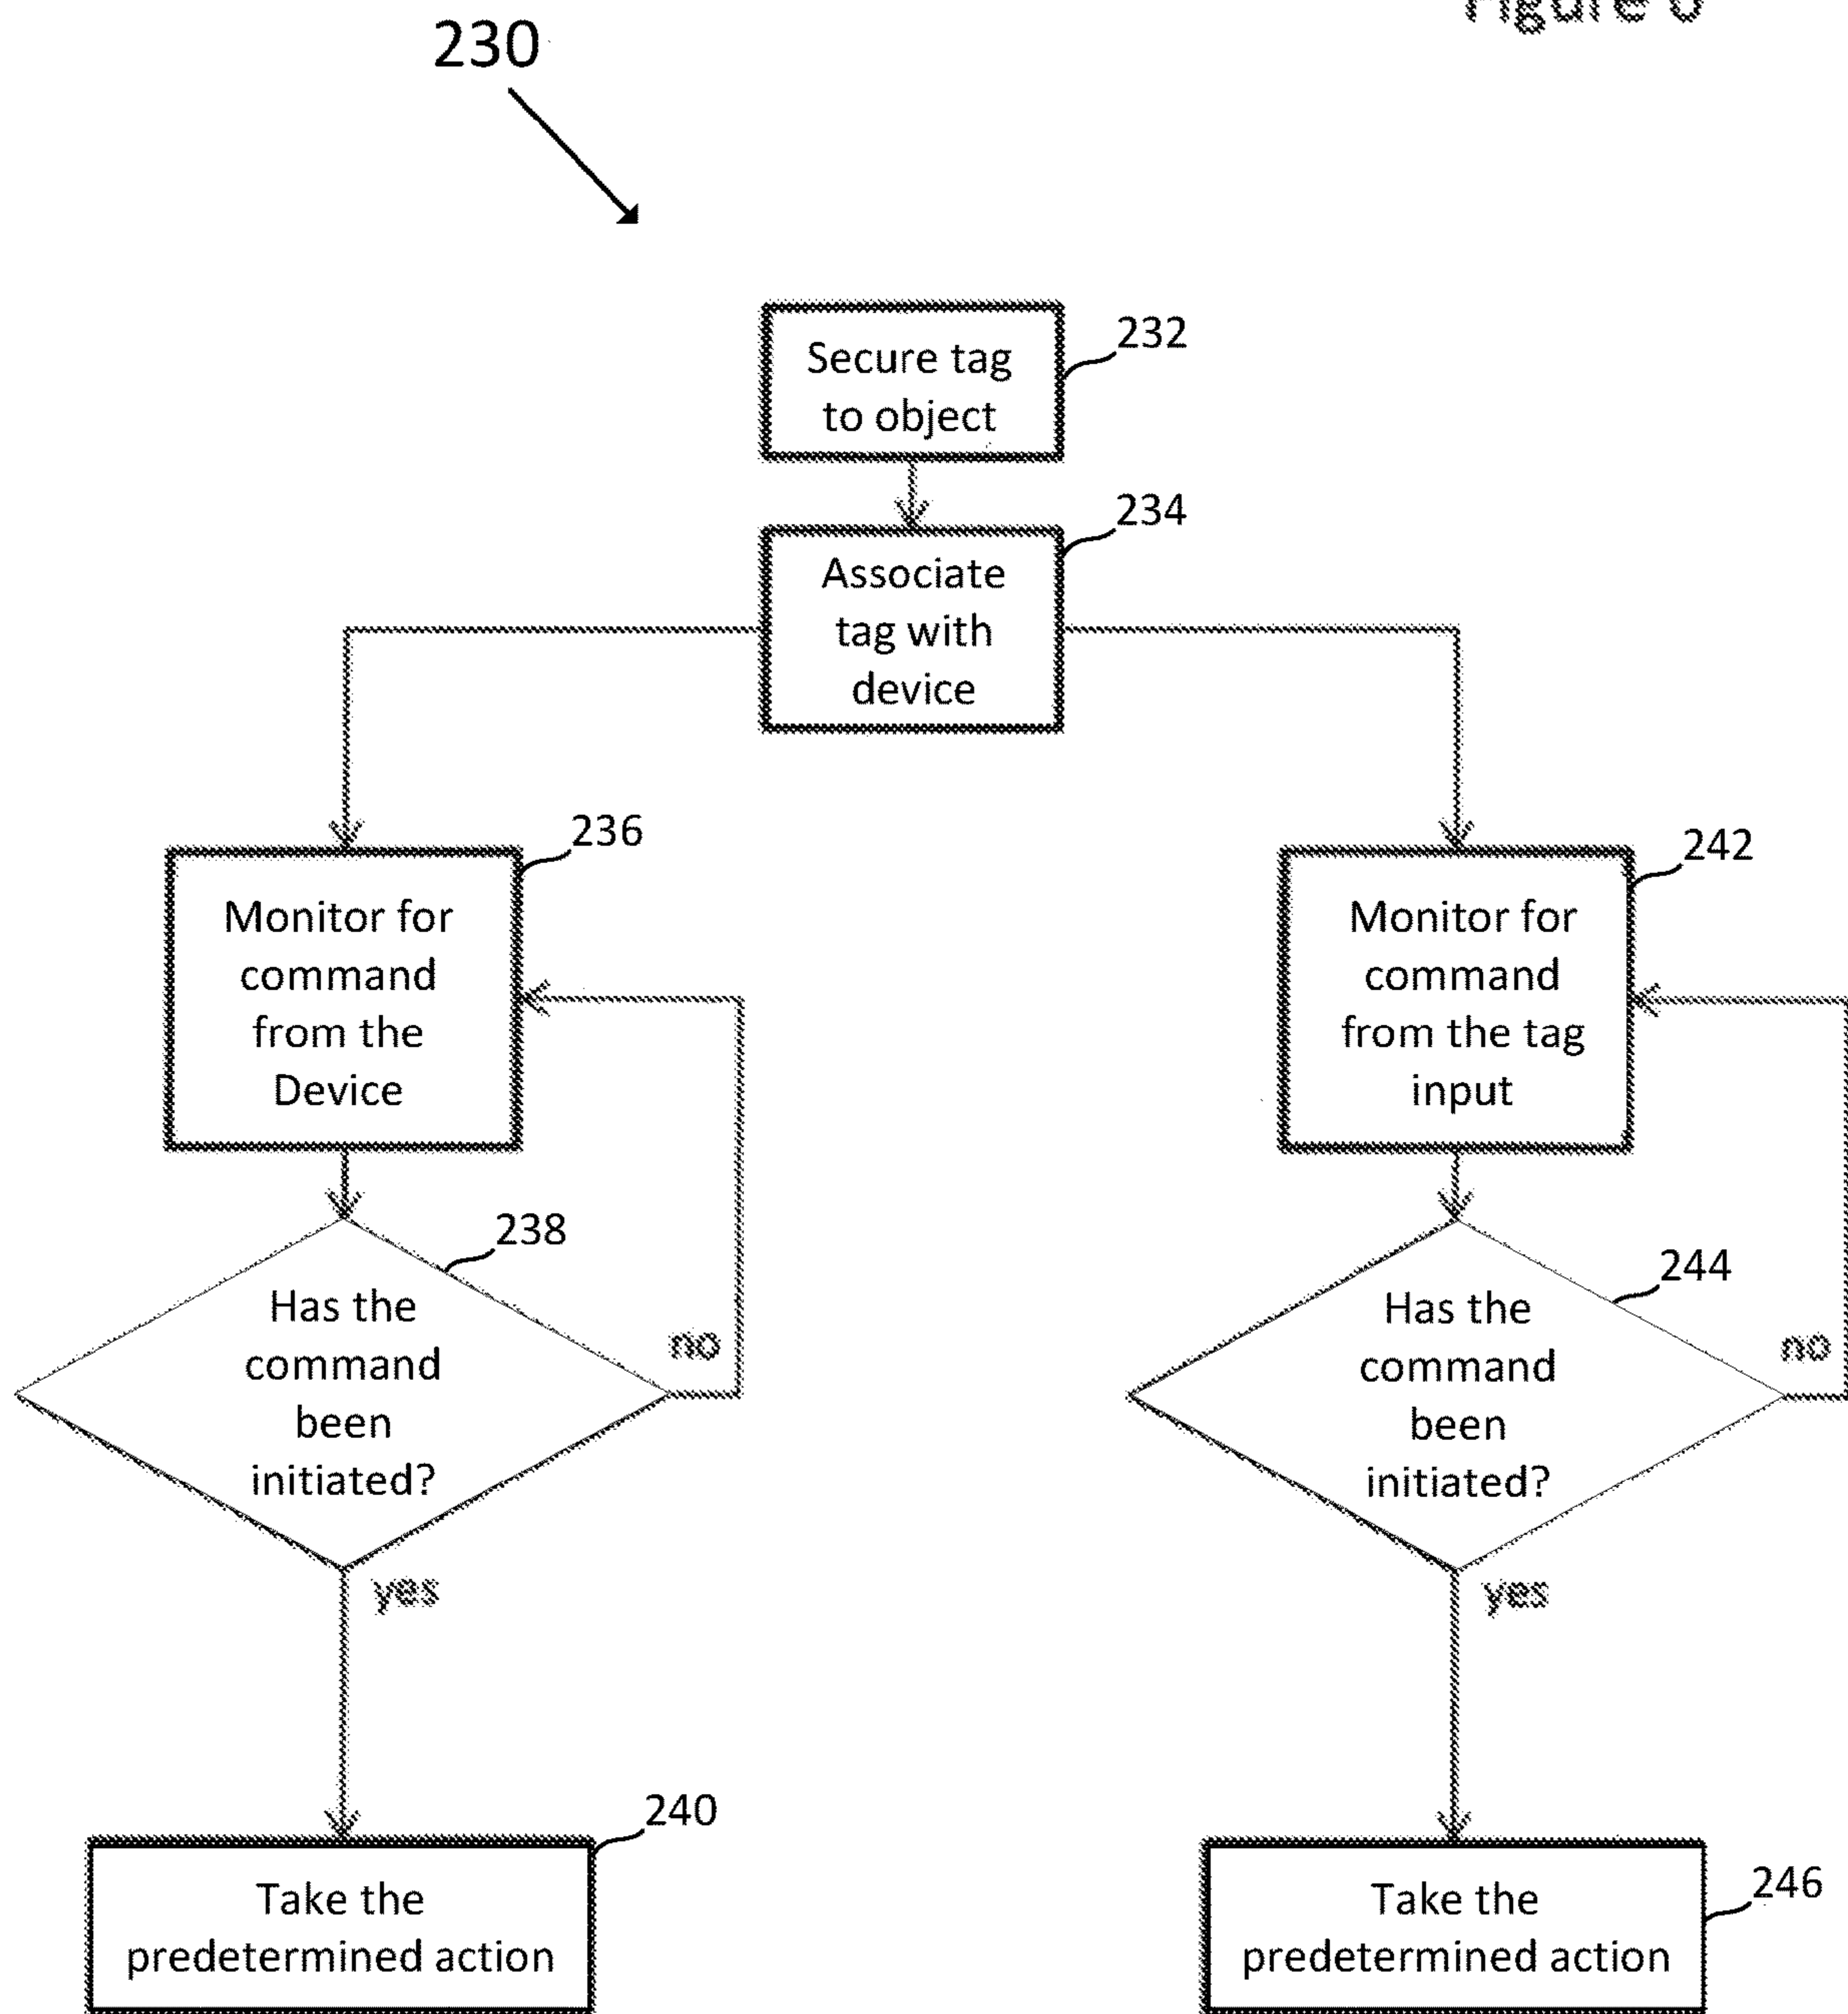 Figure
230
Secure tag
to object
232
Associate
tag with
device
234
Monitor for
command
from the
Device
236
Has the
command
been
initiated?
238
no
yes
Take the
predetermined action
240
Monitor for
command
from the tag
input
242
Has the
command
been
initiated?
244
no
yes
Take the
predetermined action
246